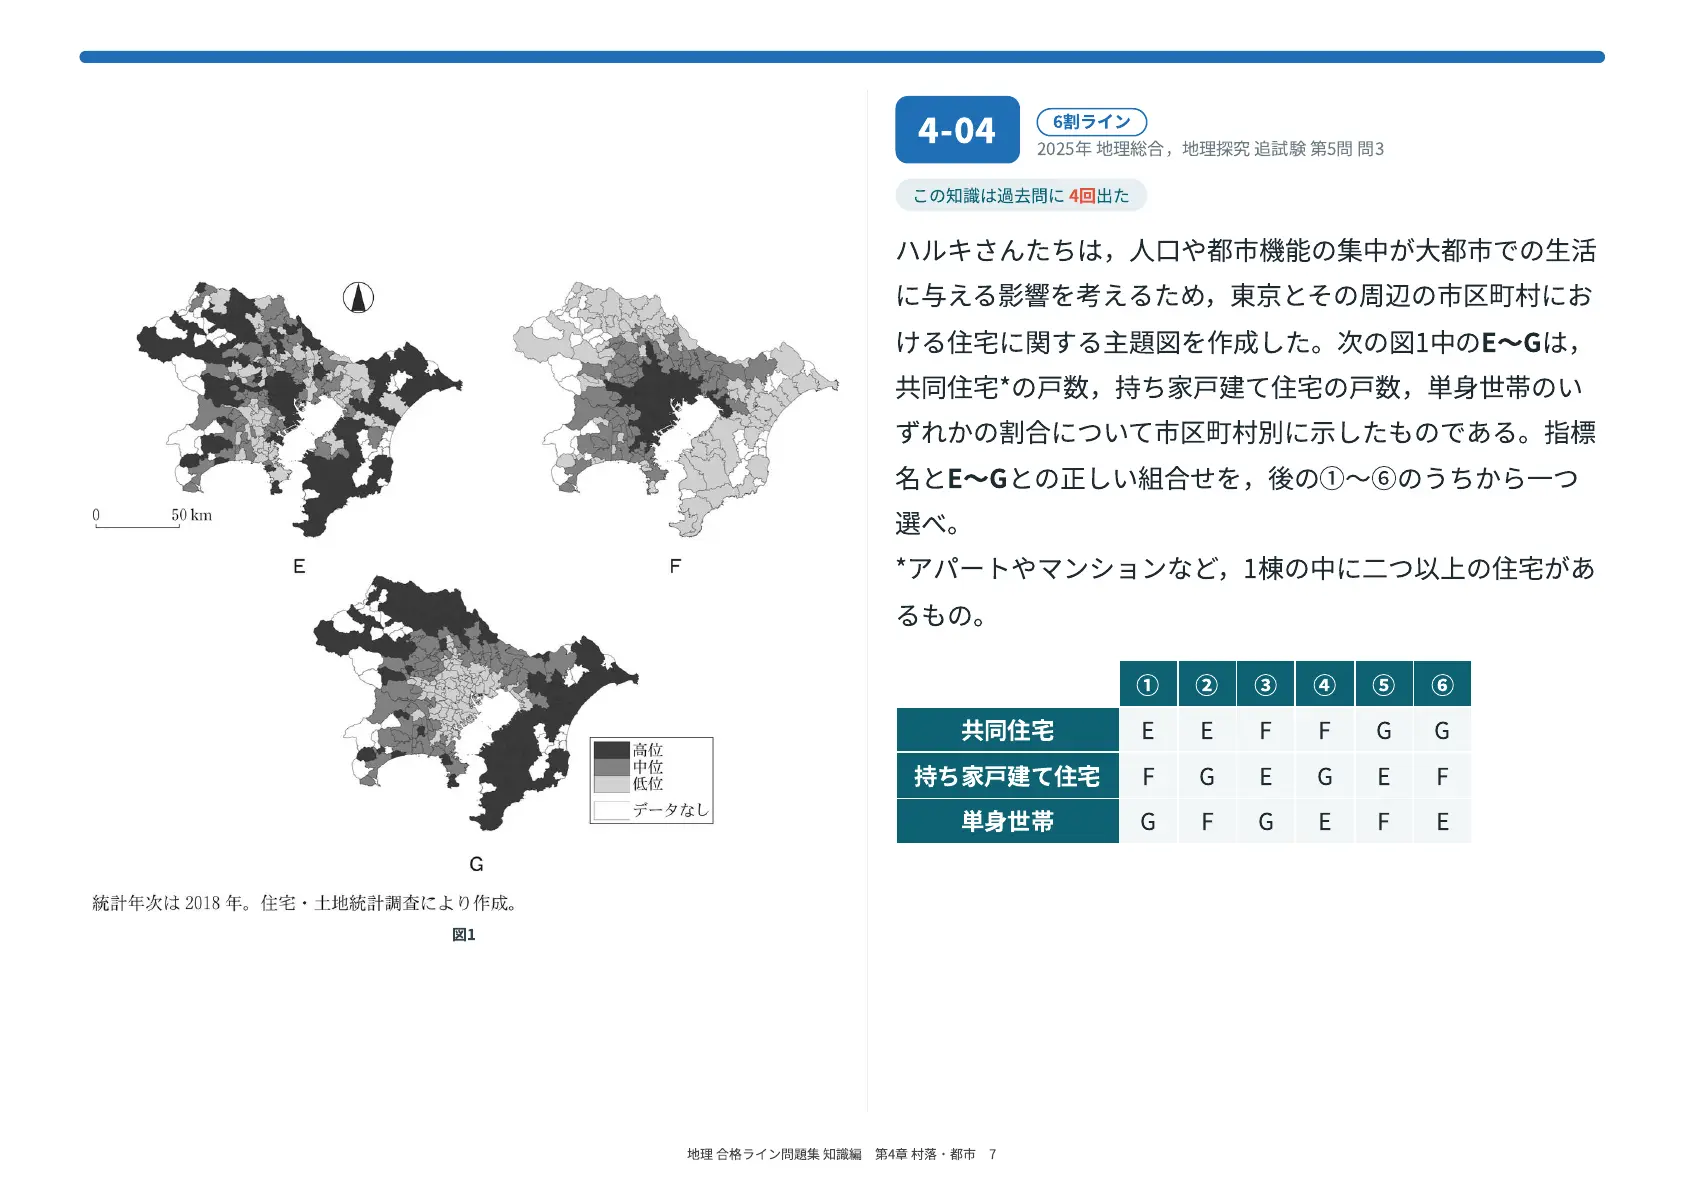 0 50 km
E
F
高位
中位
低位
データなし
G
統計年次は 2018 年。住宅・土地統計調査により作成。
図1
4-04
6割ライン
2025年 地理総合，地理探究 追試験 第5問 問3
この知識は過去問に 4回出た
ハルキさんたちは，人口や都市機能の集中が大都市での生活
に与える影響を考えるため，東京とその周辺の市区町村にお
ける住宅に関する主題図を作成した。次の図1中のE～Gは，
共同住宅*の戸数，持ち家戸建て住宅の戸数，単身世帯のい
ずれかの割合について市区町村別に示したものである。指標
名とE～Gとの正しい組合せを，後の①～⑥のうちから一つ
選べ。
*アパートやマンションなど，1棟の中に二つ以上の住宅があ
るもの。
① ② ③ ④ ⑤ ⑥
共同住宅 E E F F G G
持ち家戸建て住宅 F G E G E F
単身世帯 G F G E F E
地理 合格ライン問題集 知識編　第4章 村落・都市　7